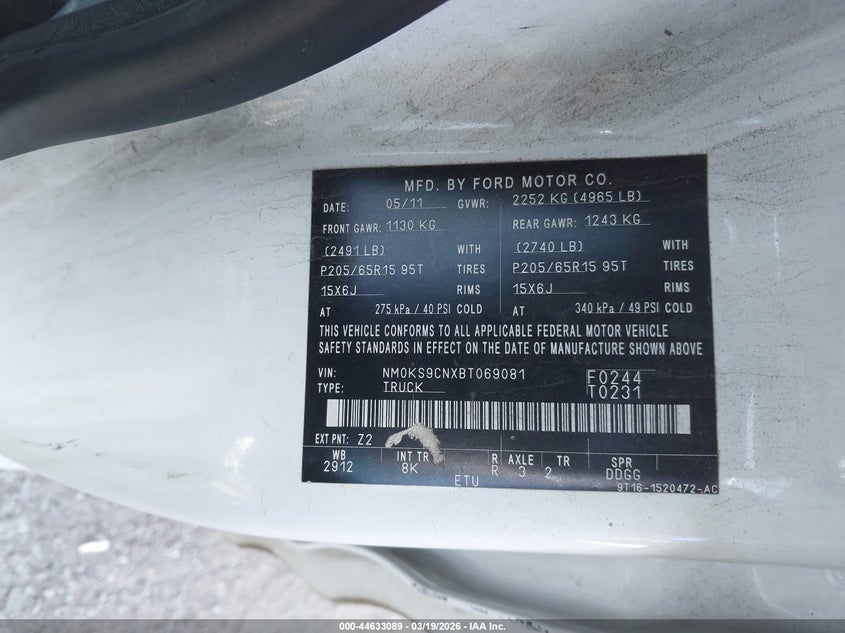 MFD. BY FORD MOTOR CO.
DATE: 05/11 GVWR: 2252 KG (4965 LB)
FRONT GAWR: 1130 KG REAR GAWR: 1243 KG
(2491 LB) WITH (2740 LB) WITH
P205/65R15 95T TIRES P205/65R15 95T TIRES
15X6J RIMS 15X6J RIMS
AT 275 kPa / 40 PSI COLD AT 340 kPa / 49 PSI COLD
THIS VEHICLE CONFORMS TO ALL APPLICABLE FEDERAL MOTOR VEHICLE
SAFETY STANDARDS IN EFFECT ON THE DATE OF MANUFACTURE SHOWN ABOVE
VIN: NM0KS9CNXBT069081 F0244
TYPE: TRUCK T0231
EXT PNT: Z2
WB INT TR R AXLE TR SPR
2912 8K R 3 2 DDGG
ETU 9T16-1520472-AC
000-44633089 - 03/19/2026 - IAA Inc.